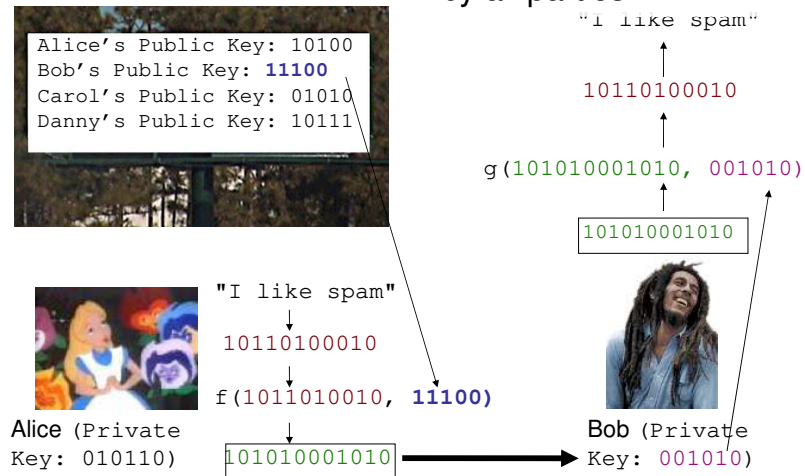 Alice's Public Key: 10100
Bob's Public Key: 11100
Carol's Public Key: 01010
Danny's Public Key: 10111
"I like spam"
10110100010
g(101010001010, 001010)
101010001010
"I like spam"
10110100010
f(1011010010, 11100)
101010001010
Alice (Private
Key: 010110)
Bob (Private
Key: 001010)